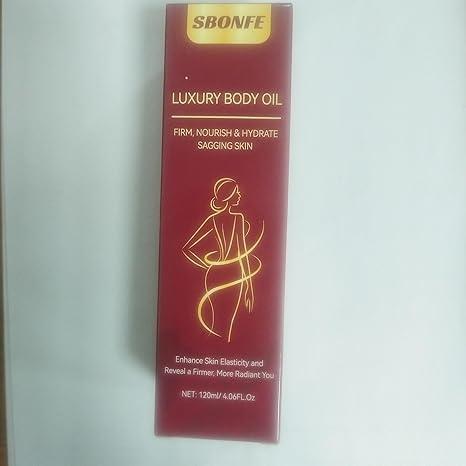 SBONFE
LUXURY BODY OIL
FIRM, NOURISH & HYDRATE
SAGGING SKIN
Enhance Skin Elasticity and
Reveal a Firmer, More Radiant You
NET: 120ml/ 4.06FL.Oz